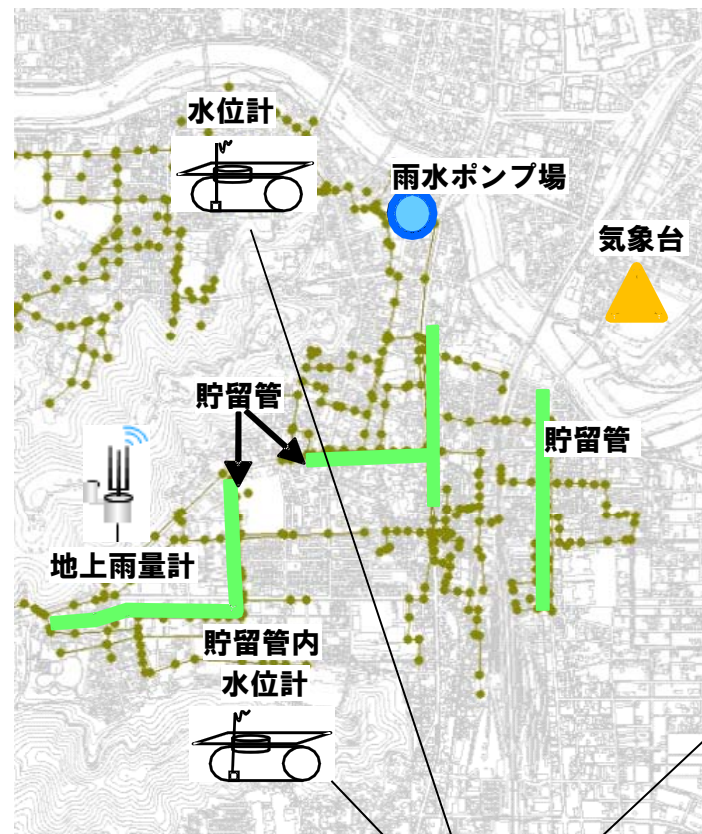 水位計
雨水ポンプ場
気象台
貯留管
貯留管
地上雨量計
貯留管内
水位計